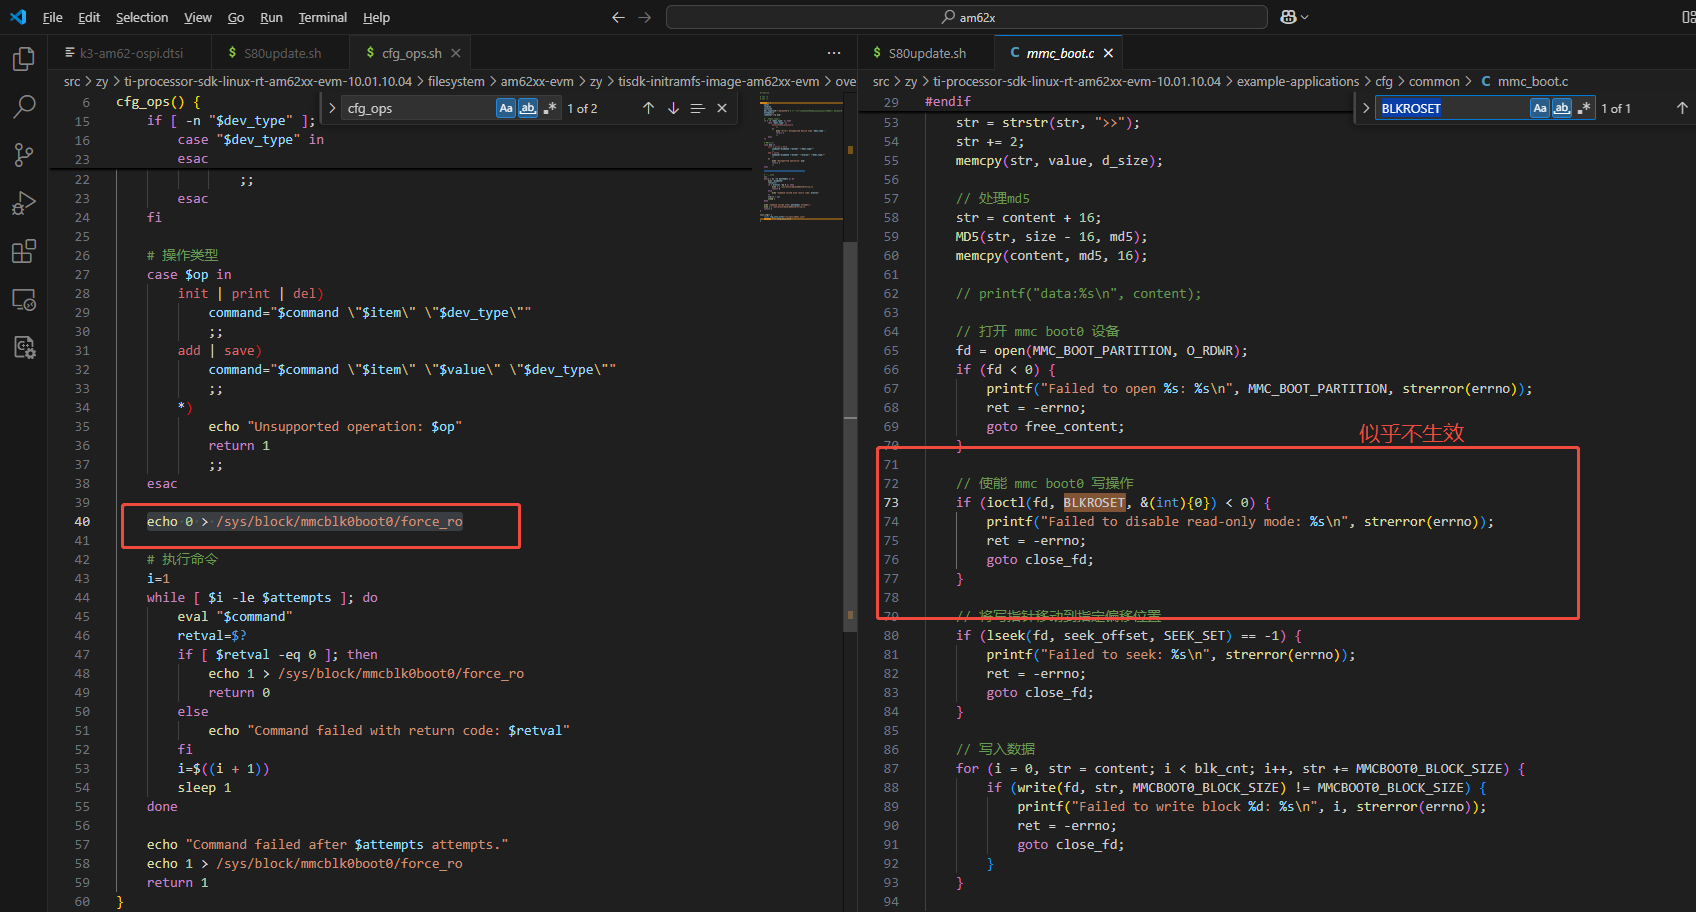 File Edit Selection View Go Run Terminal Help
am62x
k3-am62-ospi.dtsi
$ S80update.sh
$ cfg_ops.sh
src > zy > ti-processor-sdk-linux-rt-am62xx-evm-10.01.10.04 > filesystem > am62xx-evm > zy > tisdk-initramfs-image-am62xx-evm > ove
cfg_ops
Aa ab .*
1 of 2
6 cfg_ops() {
15 if [ -n "$dev_type" ];
16 case "$dev_type" in
23 esac
22 ;;
23 esac
24 fi
25
26 # 操作类型
27 case $op in
28 init | print | del)
29 command="$command \"$item\" \"$dev_type\""
30 ;;
31 add | save)
32 command="$command \"$item\" \"$value\" \"$dev_type\""
33 ;;
34 *)
35 echo "Unsupported operation: $op"
36 return 1
37 ;;
38 esac
39
40 echo 0 > /sys/block/mmcblk0boot0/force_ro
41
42 # 执行命令
43 i=1
44 while [ $i -le $attempts ]; do
45 eval "$command"
46 retval=$?
47 if [ $retval -eq 0 ]; then
48 echo 1 > /sys/block/mmcblk0boot0/force_ro
49 return 0
50 else
51 echo "Command failed with return code: $retval"
52 fi
53 i=$((i + 1))
54 sleep 1
55 done
56
57 echo "Command failed after $attempts attempts."
58 echo 1 > /sys/block/mmcblk0boot0/force_ro
59 return 1
60 }
$ S80update.sh
C mmc_boot.c
src > zy > ti-processor-sdk-linux-rt-am62xx-evm-10.01.10.04 > example-applications > cfg > common > C mmc_boot.c
BLKROSET
Aa ab .*
1 of 1
29 #endif
53 str = strstr(str, ">>");
54 str += 2;
55 memcpy(str, value, d_size);
56
57 // 处理md5
58 str = content + 16;
59 MD5(str, size - 16, md5);
60 memcpy(content, md5, 16);
61
62 // printf("data:%s\n", content);
63
64 // 打开 mmc boot0 设备
65 fd = open(MMC_BOOT_PARTITION, O_RDWR);
66 if (fd < 0) {
67 printf("Failed to open %s: %s\n", MMC_BOOT_PARTITION, strerror(errno));
68 ret = -errno;
69 goto free_content;
70 }
似乎不生效
71
72 // 使能 mmc boot0 写操作
73 if (ioctl(fd, BLKROSET, &(int){0}) < 0) {
74 printf("Failed to disable read-only mode: %s\n", strerror(errno));
75 ret = -errno;
76 goto close_fd;
77 }
78
79 // 将写指针移动到指定偏移位置
80 if (lseek(fd, seek_offset, SEEK_SET) == -1) {
81 printf("Failed to seek: %s\n", strerror(errno));
82 ret = -errno;
83 goto close_fd;
84 }
85
86 // 写入数据
87 for (i = 0, str = content; i < blk_cnt; i++, str += MMCBOOT0_BLOCK_SIZE) {
88 if (write(fd, str, MMCBOOT0_BLOCK_SIZE) != MMCBOOT0_BLOCK_SIZE) {
89 printf("Failed to write block %d: %s\n", i, strerror(errno));
90 ret = -errno;
91 goto close_fd;
92 }
93 }
94